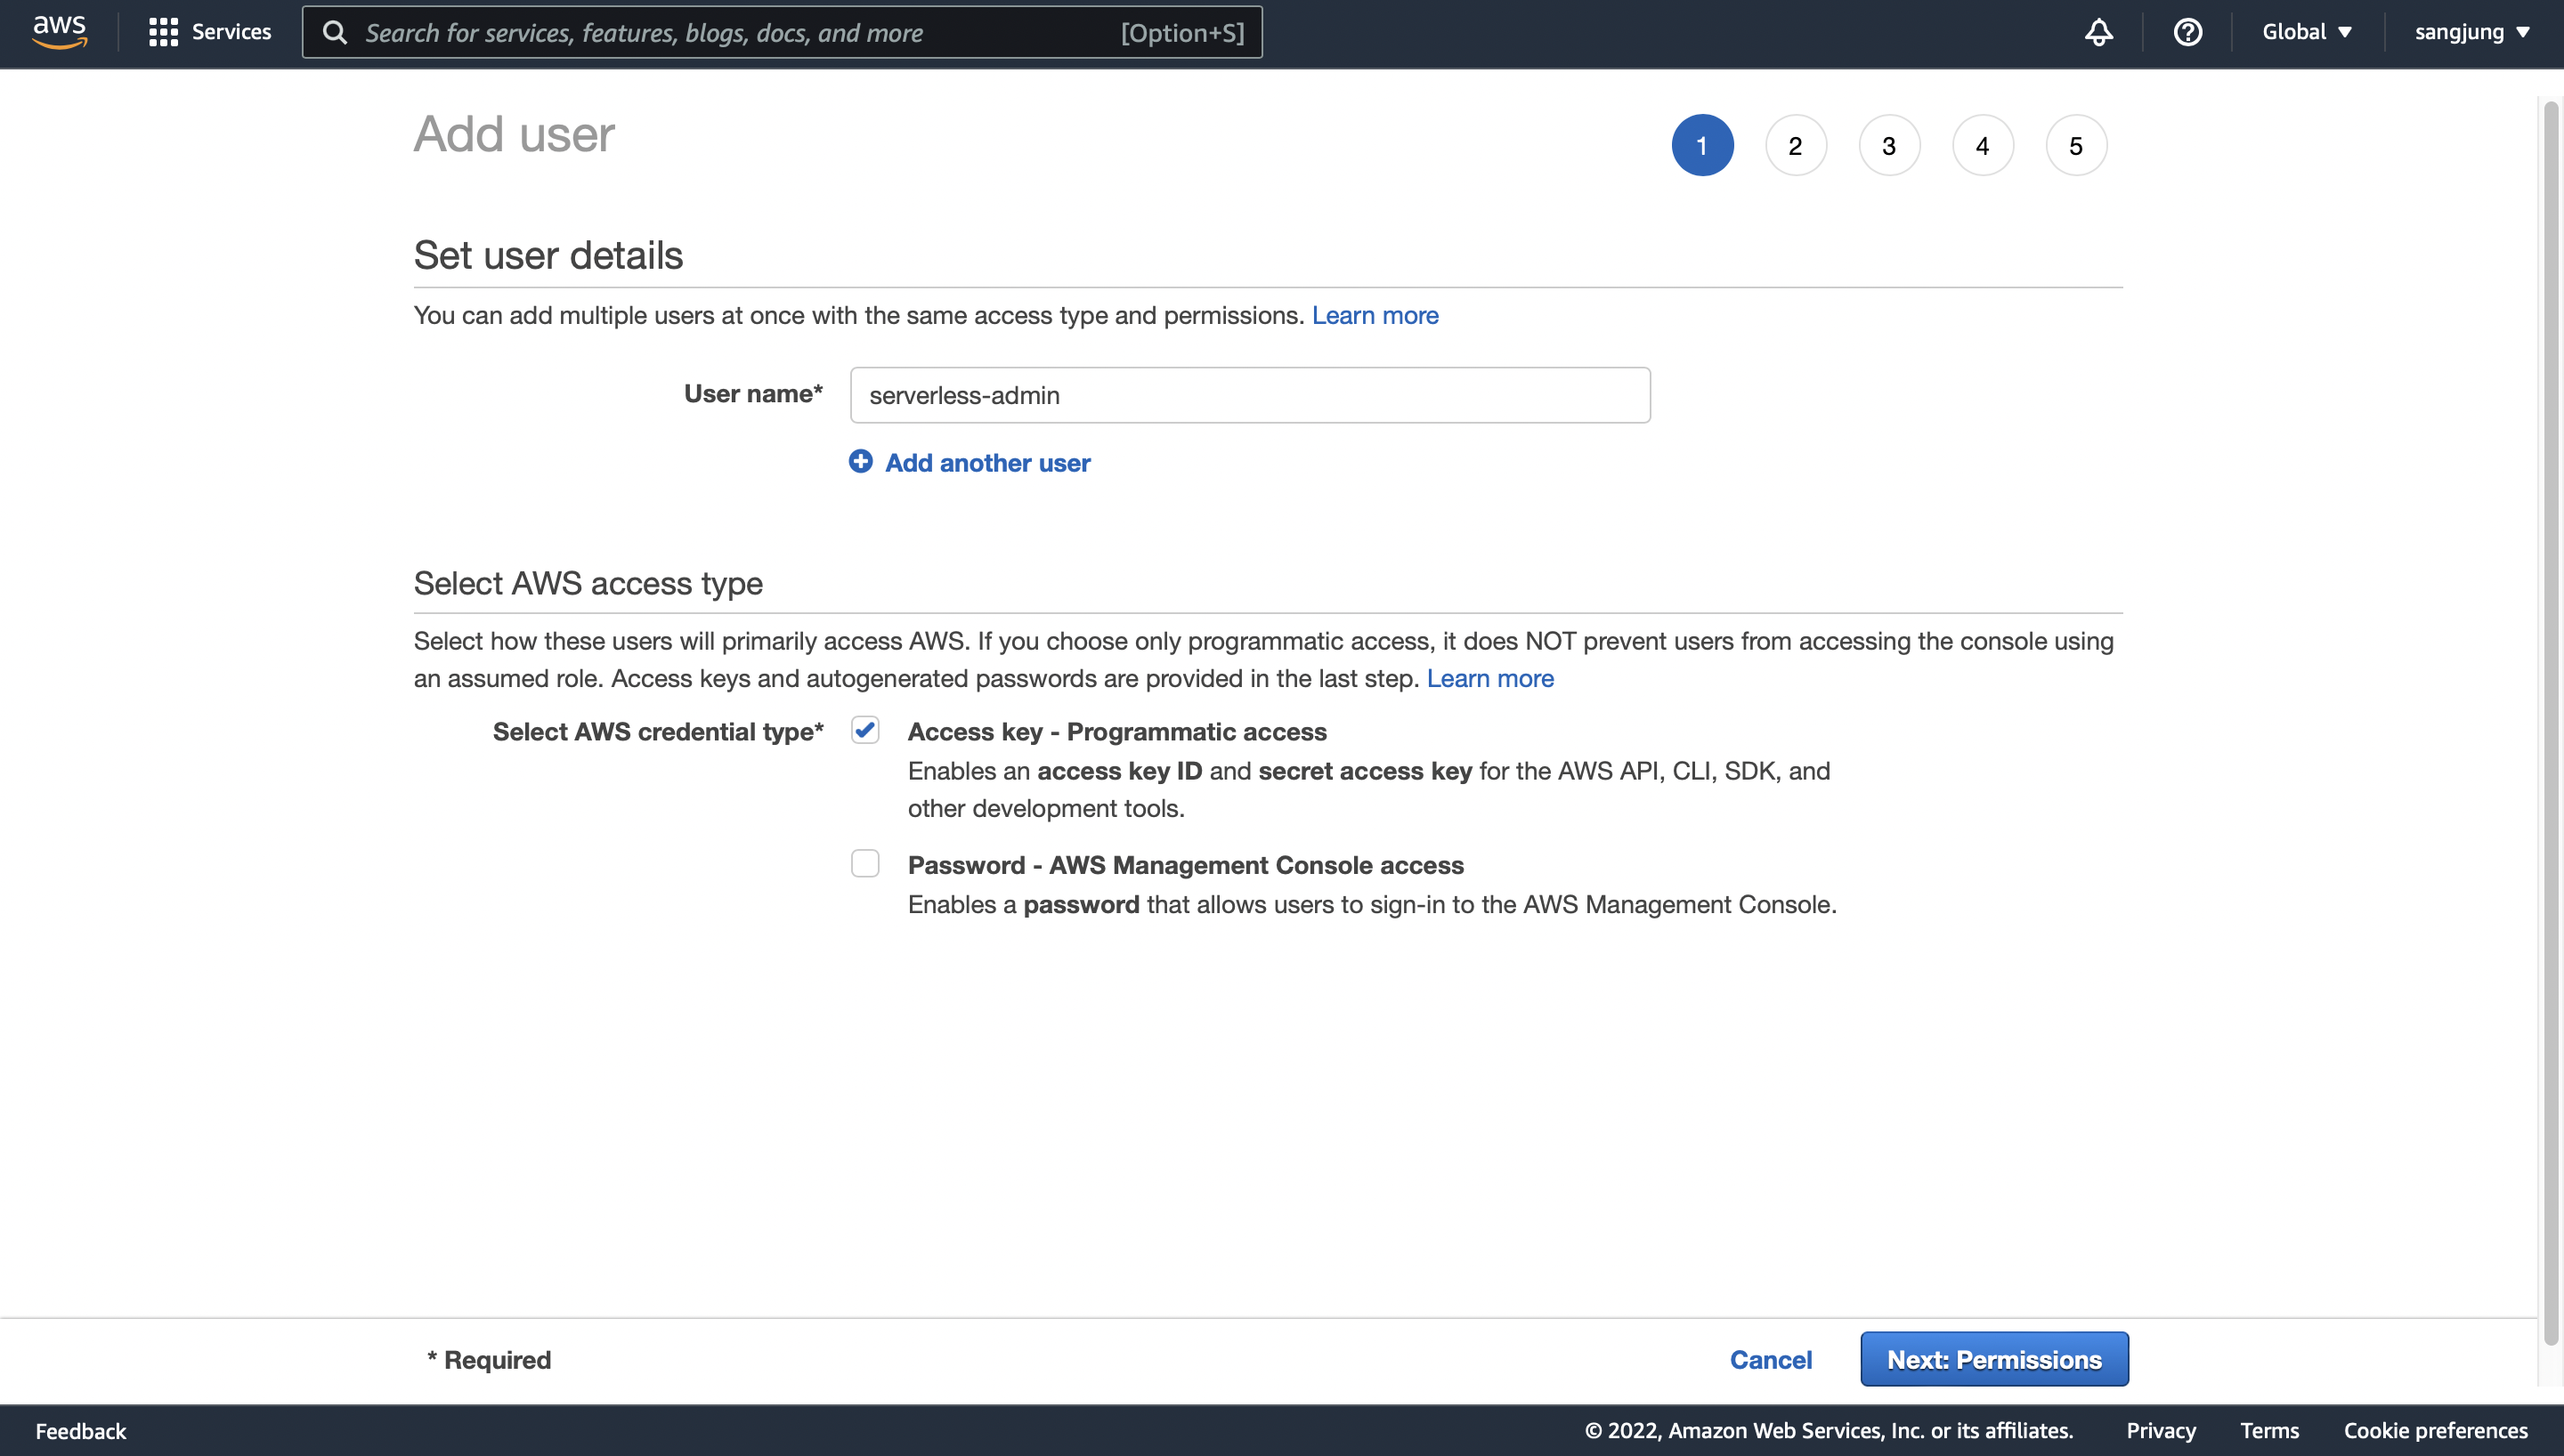 aws
Services
Search for services, features, blogs, docs, and more
[Option+S]
Global ▼
sangjung ▼
Add user
1
2
3
4
5
Set user details
You can add multiple users at once with the same access type and permissions. Learn more
User name*
serverless-admin
Add another user
Select AWS access type
Select how these users will primarily access AWS. If you choose only programmatic access, it does NOT prevent users from accessing the console using
an assumed role. Access keys and autogenerated passwords are provided in the last step. Learn more
Select AWS credential type*
Access key - Programmatic access
Enables an access key ID and secret access key for the AWS API, CLI, SDK, and
other development tools.
Password - AWS Management Console access
Enables a password that allows users to sign-in to the AWS Management Console.
* Required
Cancel
Next: Permissions
Feedback
© 2022, Amazon Web Services, Inc. or its affiliates.
Privacy
Terms
Cookie preferences